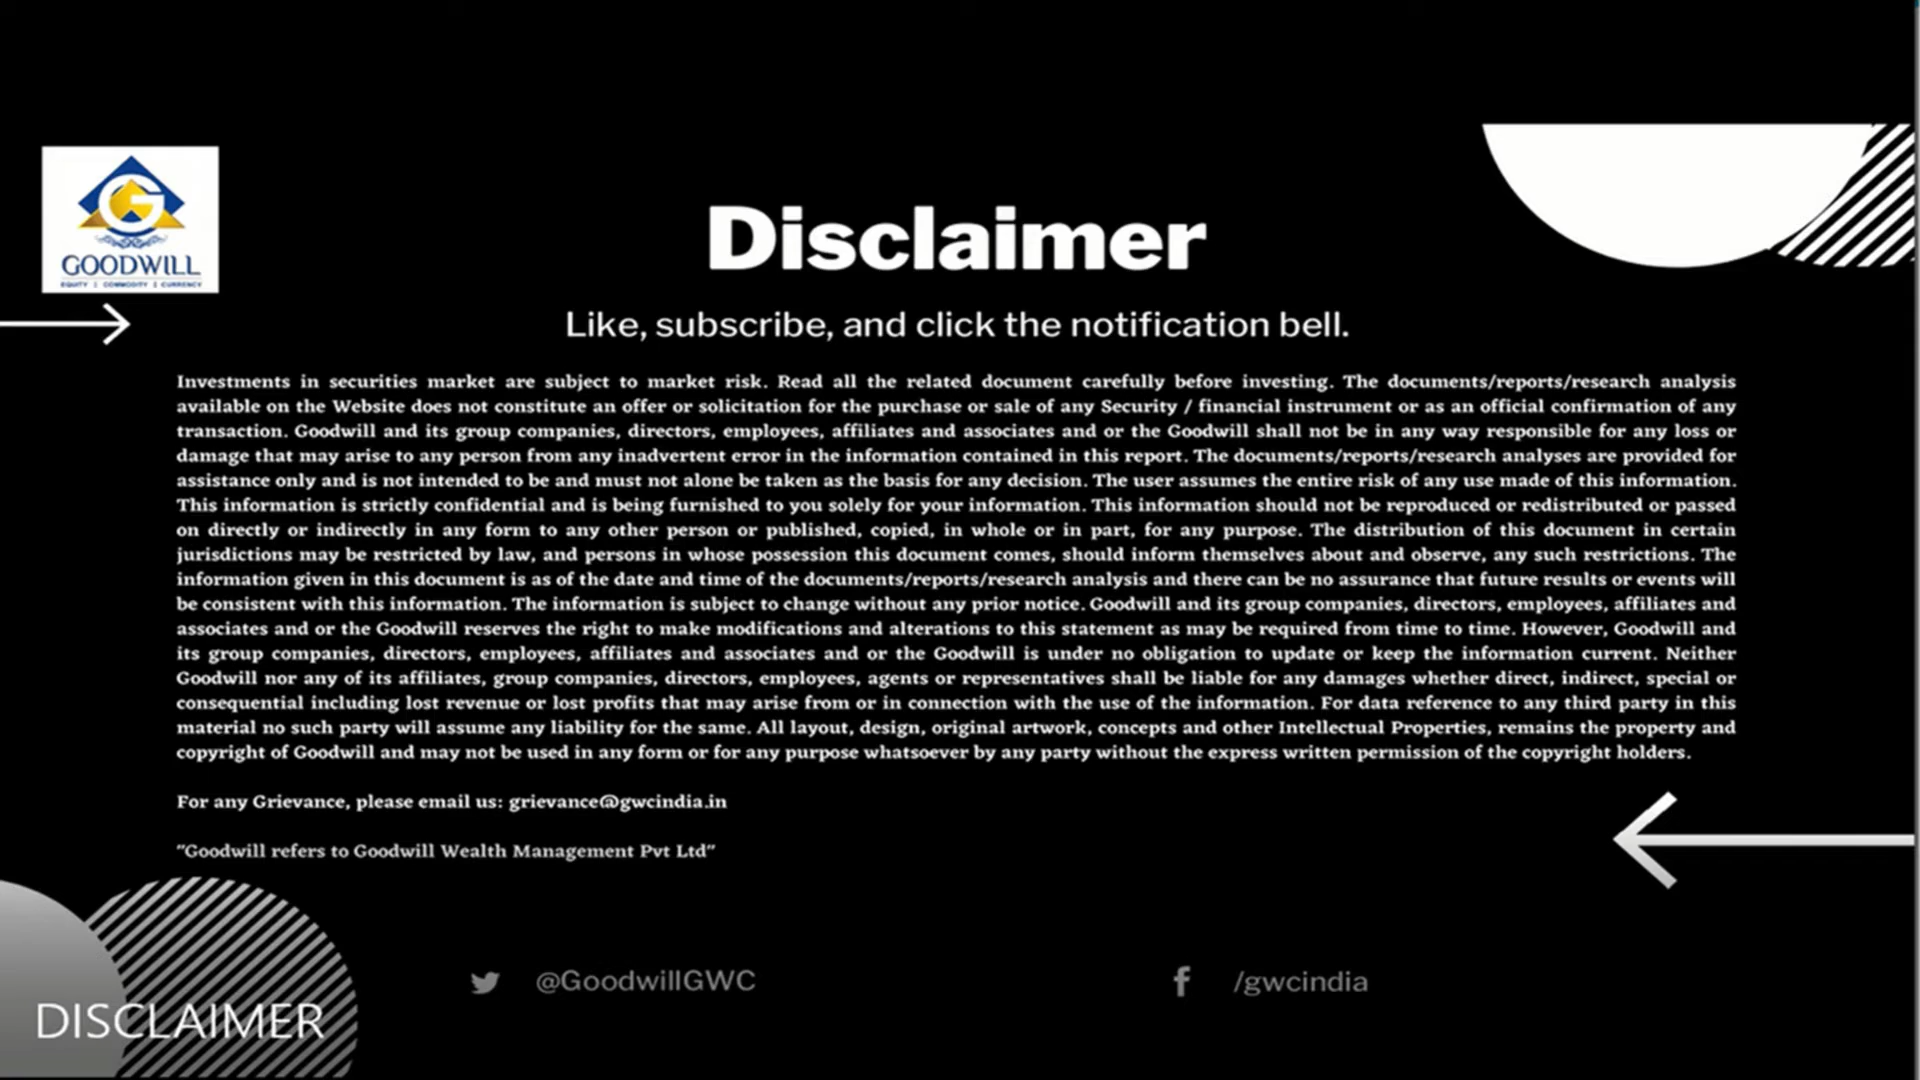 GOODWILL
EQUITY | COMMODITY | CURRENCY
Disclaimer
Like, subscribe, and click the notification bell.
Investments in securities market are subject to market risk. Read all the related document carefully before investing. The documents/reports/research analysis
available on the Website does not constitute an offer or solicitation for the purchase or sale of any Security / financial instrument or as an official confirmation of any
transaction. Goodwill and its group companies, directors, employees, affiliates and associates and or the Goodwill shall not be in any way responsible for any loss or
damage that may arise to any person from any inadvertent error in the information contained in this report. The documents/reports/research analyses are provided for
assistance only and is not intended to be and must not alone be taken as the basis for any decision. The user assumes the entire risk of any use made of this information.
This information is strictly confidential and is being furnished to you solely for your information. This information should not be reproduced or redistributed or passed
on directly or indirectly in any form to any other person or published, copied, in whole or in part, for any purpose. The distribution of this document in certain
jurisdictions may be restricted by law, and persons in whose possession this document comes, should inform themselves about and observe, any such restrictions. The
information given in this document is as of the date and time of the documents/reports/research analysis and there can be no assurance that future results or events will
be consistent with this information. The information is subject to change without any prior notice. Goodwill and its group companies, directors, employees, affiliates and
associates and or the Goodwill reserves the right to make modifications and alterations to this statement as may be required from time to time. However, Goodwill and
its group companies, directors, employees, affiliates and associates and or the Goodwill is under no obligation to update or keep the information current. Neither
Goodwill nor any of its affiliates, group companies, directors, employees, agents or representatives shall be liable for any damages whether direct, indirect, special or
consequential including lost revenue or lost profits that may arise from or in connection with the use of the information. For data reference to any third party in this
material no such party will assume any liability for the same. All layout, design, original artwork, concepts and other Intellectual Properties, remains the property and
copyright of Goodwill and may not be used in any form or for any purpose whatsoever by any party without the express written permission of the copyright holders.
For any Grievance, please email us: grievance@gwcindia.in
"Goodwill refers to Goodwill Wealth Management Pvt Ltd"
@GoodwillGWC
/gwcindia
DISCLAIMER